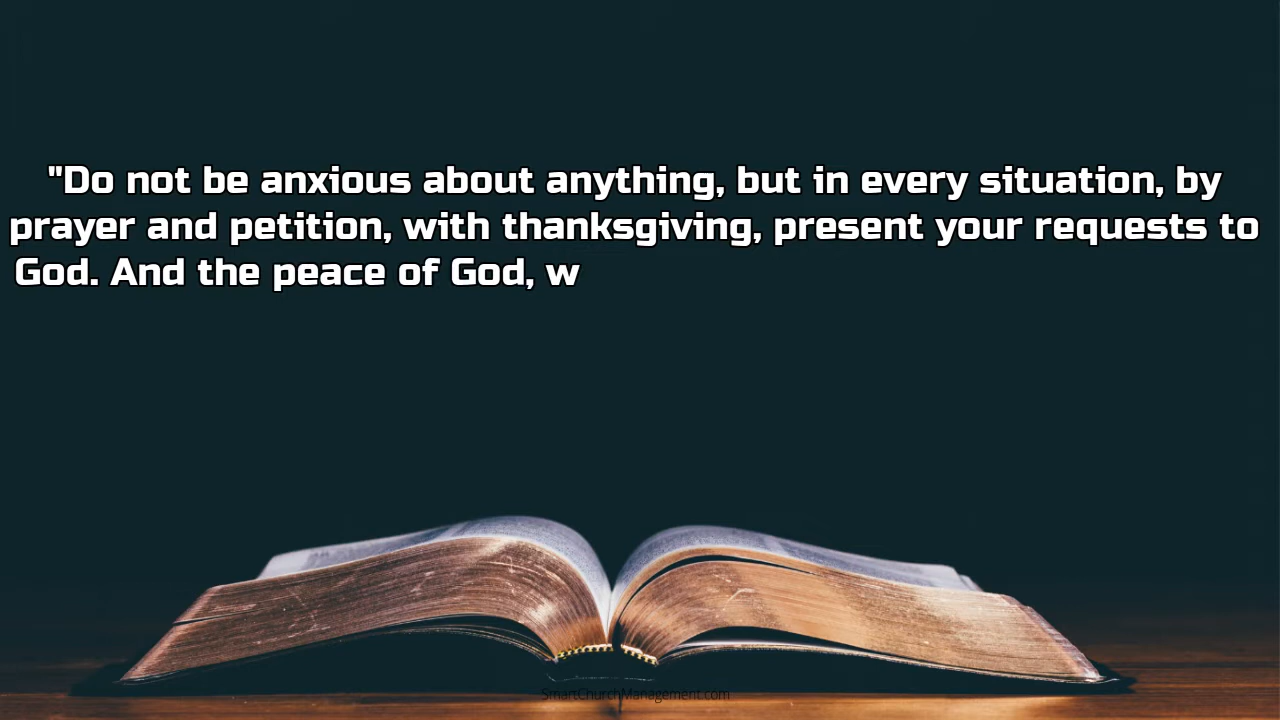 "Do not be anxious about anything, but in every situation, by
prayer and petition, with thanksgiving, present your requests to
God. And the peace of God, w
SmartChurchManagement.com